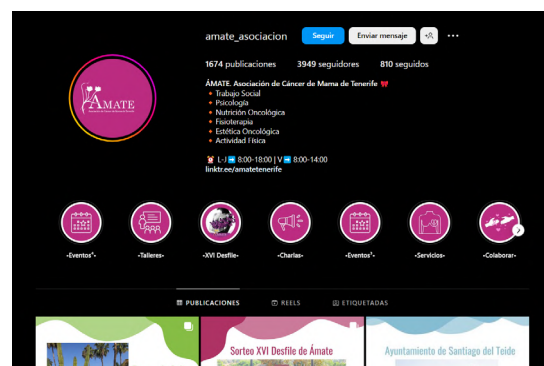 amate_asociacion Seguir Enviar mensaje
1674 publicaciones 3949 seguidores 810 seguidos
ÁMATE. Asociación de Cáncer de Mama de Tenerife
Trabajo Social
Psicología
Nutrición Oncológica
Fisioterapia
Estética Oncológica
Actividad Física
L-J 8:00-18:00 | V 8:00-14:00
linktr.ee/amatetenerife
ÁMATE
•Talleres•
•XVI Desfile•
•Charlas•
•Servicios•
•Colaborar•
PUBLICACIONES REELS ETIQUETADAS
Sorteo XVI Desfile de Ámate
Ayuntamiento de Santiago del Teide